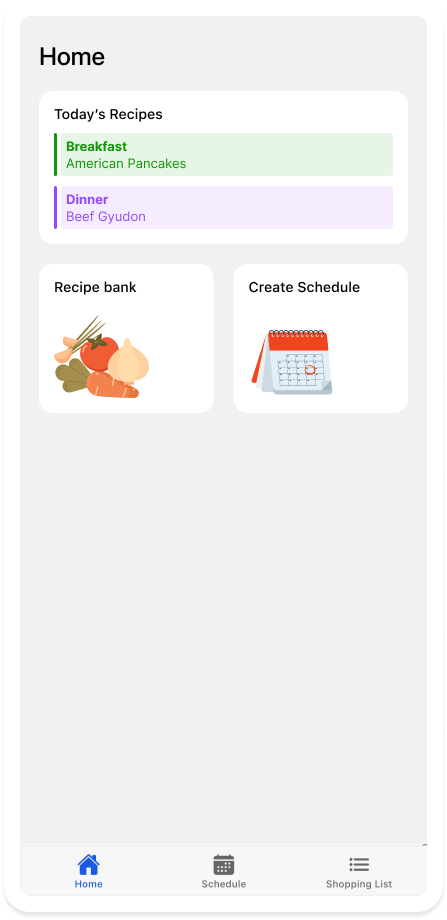 Home
Today’s Recipes
Breakfast
American Pancakes
Dinner
Beef Gyudon
Recipe bank
Create Schedule
Home
Schedule
Shopping List